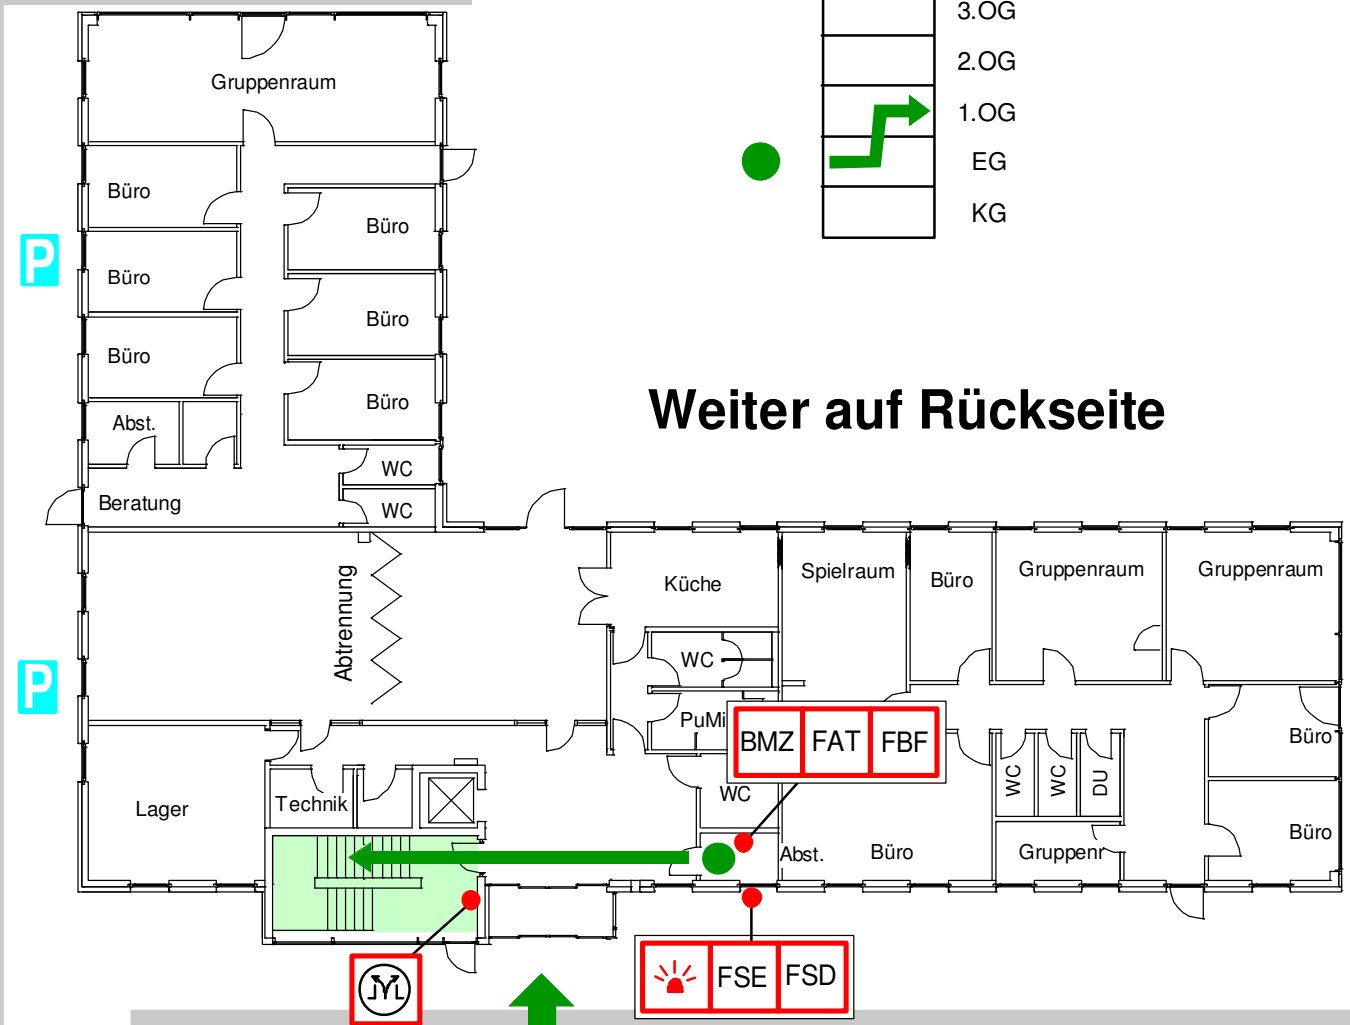 3.OG
2.OG
1.OG
EG
KG
Gruppenraum
Büro
Büro
P
Büro
Büro
Büro
Büro
Abst.
WC
Beratung
WC
Weiter auf Rückseite
Abtrennung
P
Küche
Spielraum
Büro
Gruppenraum
Gruppenraum
WC
PuMi
BMZ FAT FBF
WC
WC
WC
DU
Büro
Büro
Lager
Technik
Abst.
Büro
Gruppenr
FSE FSD